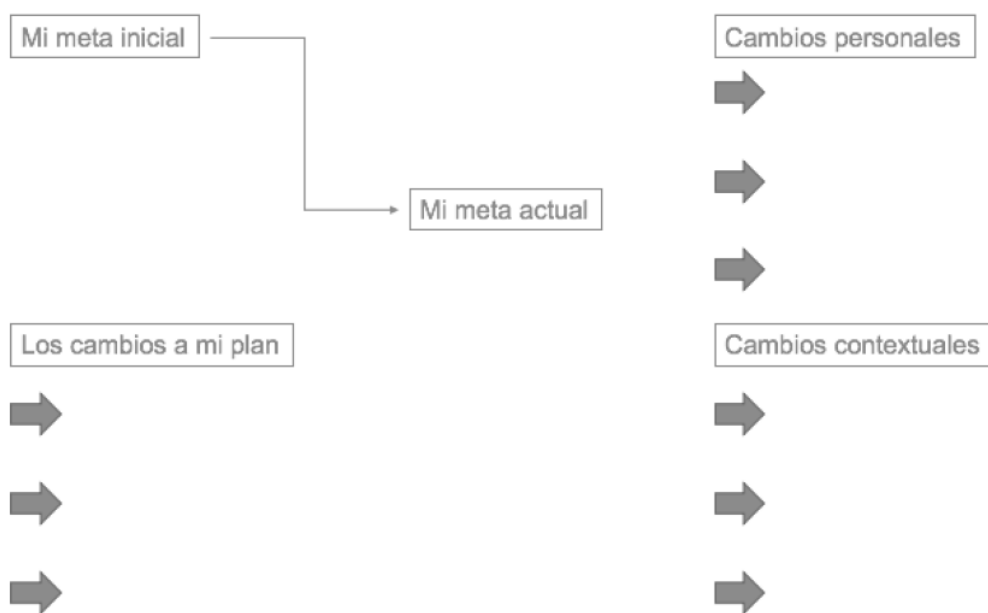 Mi meta inicial
Cambios personales
Mi meta actual
Los cambios a mi plan
Cambios contextuales